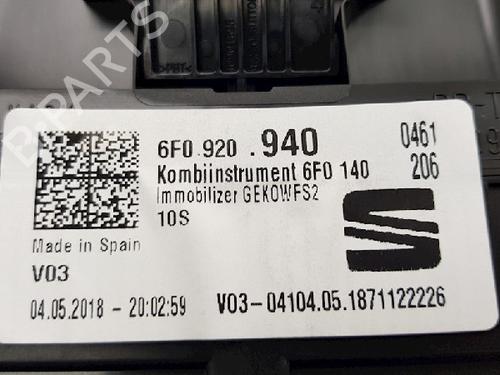 B-PARTS
>PBT<
6F0.920 .940 0461
Kombiinstrument 6F0 140 206
Immobilizer GEKOWFS2
10S
Made in Spain
V03
04.05.2018 - 20:02:59 V03-04104.05.1871122226